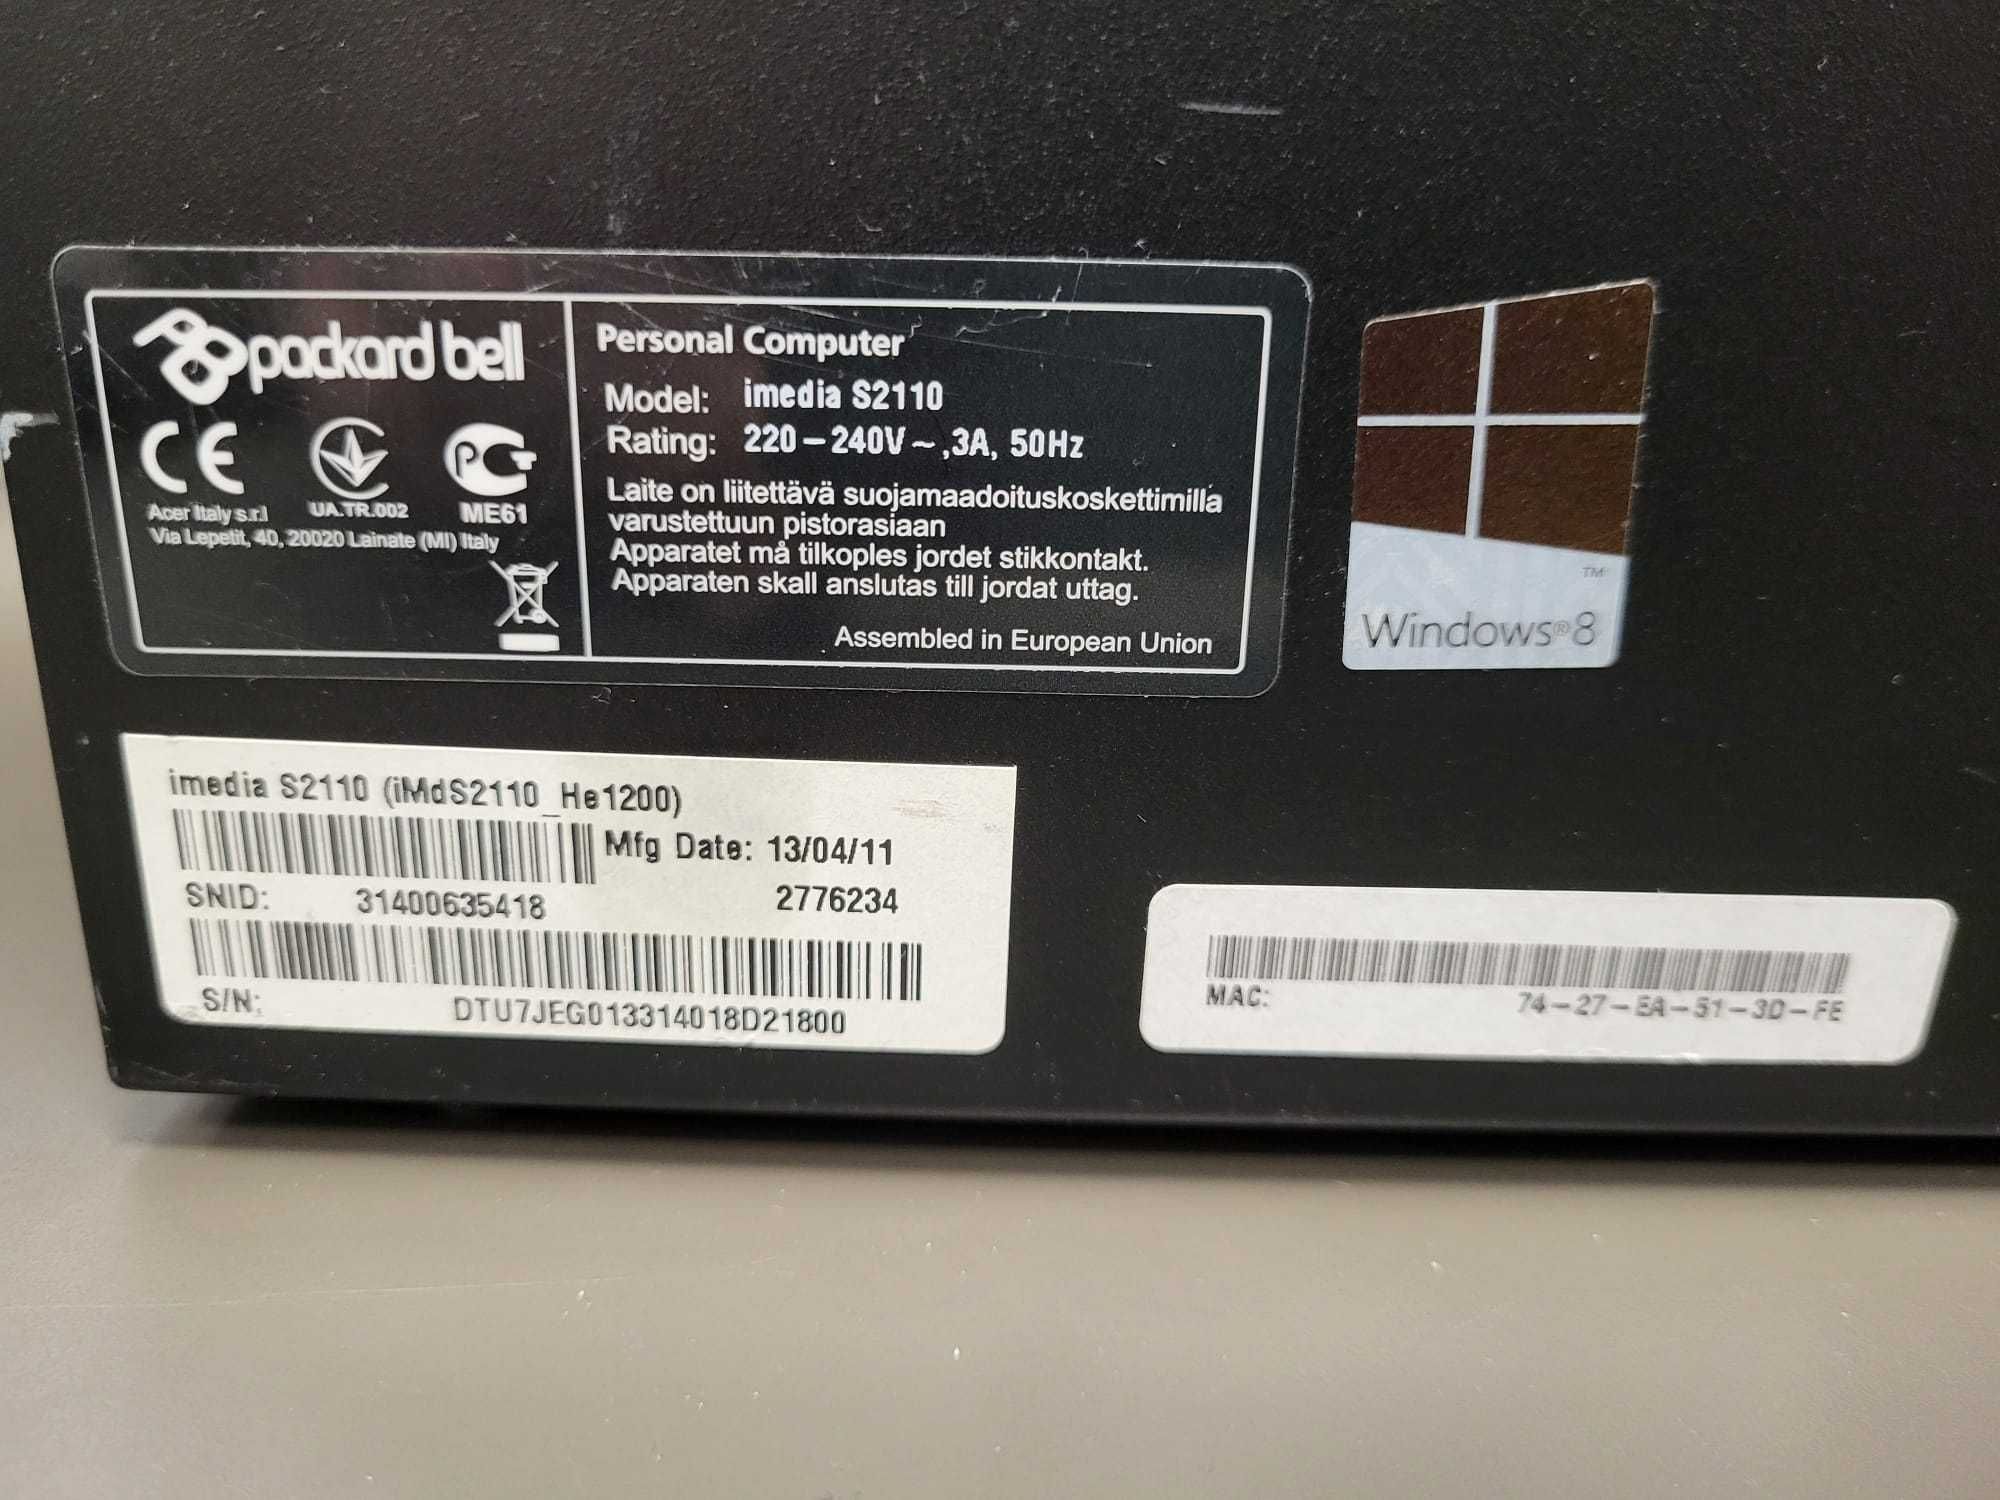 packard bell
CE
UA.TR.002
PCT
ME61
Acer Italy s.r.l
Via Lepetit, 40, 20020 Lainate (MI) Italy
Personal Computer
Model: imedia S2110
Rating: 220-240V~,3A, 50Hz
Laite on liitettävä suojamaadoituskoskettimilla
varustettuun pistorasiaan
Apparatet må tilkoples jordet stikkontakt.
Apparaten skall anslutas till jordat uttag.
Assembled in European Union
TM
Windows®8
imedia S2110 (iMdS2110_He1200)
Mfg Date: 13/04/11
SNID: 31400635418 2776234
S/N: DTU7JEG013314018D21800
MAC: 74-27-EA-51-3D-FE